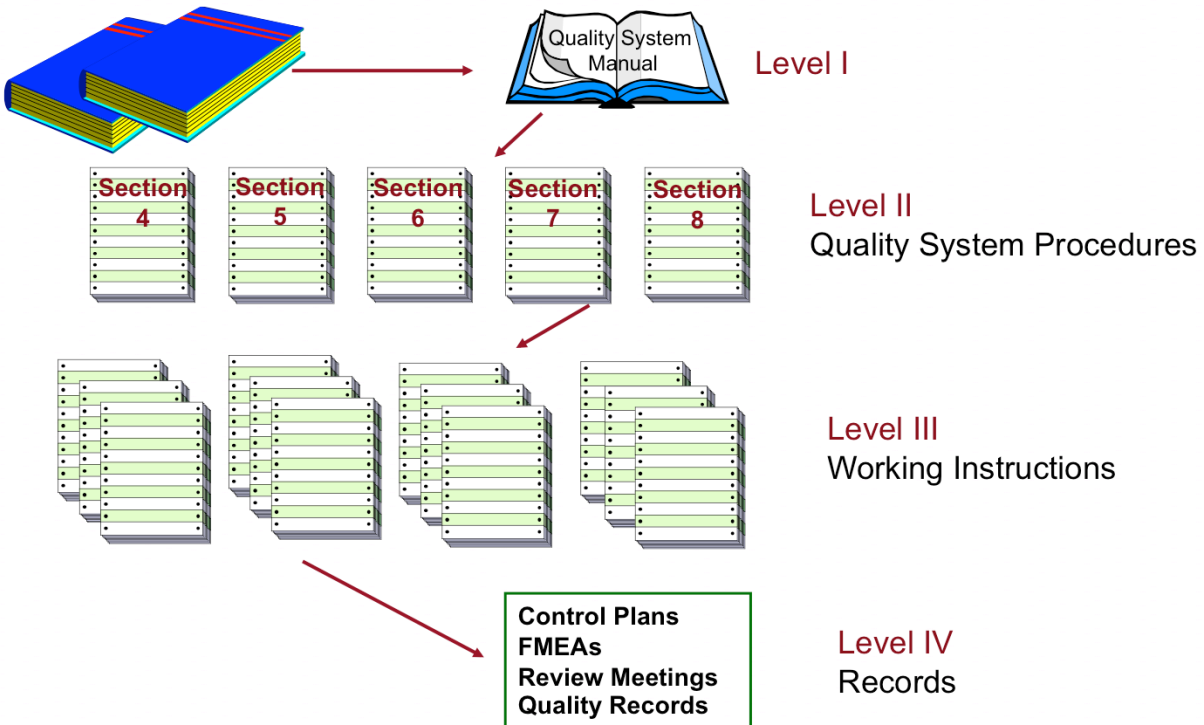 Quality System
Manual
Level I
Section
4
Section
5
Section
6
Section
7
Section
8
Level II
Quality System Procedures
Level III
Working Instructions
Control Plans
FMEAs
Review Meetings
Quality Records
Level IV
Records